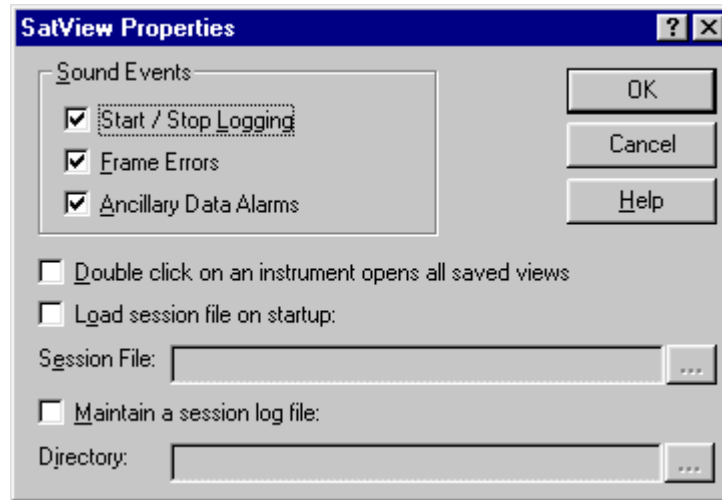 SatView Properties
Sound Events
Start / Stop Logging
Frame Errors
Ancillary Data Alarms
OK
Cancel
Help
Double click on an instrument opens all saved views
Load session file on startup:
Session File:
...
Maintain a session log file:
Directory:
...